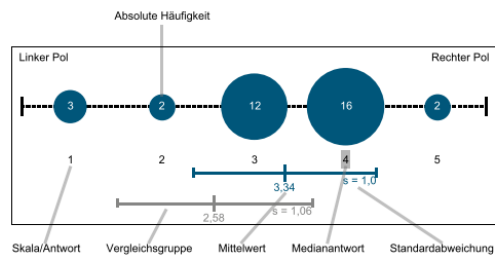 Absolute Häufigkeit
Linker Pol Rechter Pol
3 2 12 16 2
1 2 3 4 5
3,34 s = 1,0
2,58 s = 1,06
Skala/Antwort Vergleichsgruppe Mittelwert Medianantwort Standardabweichung